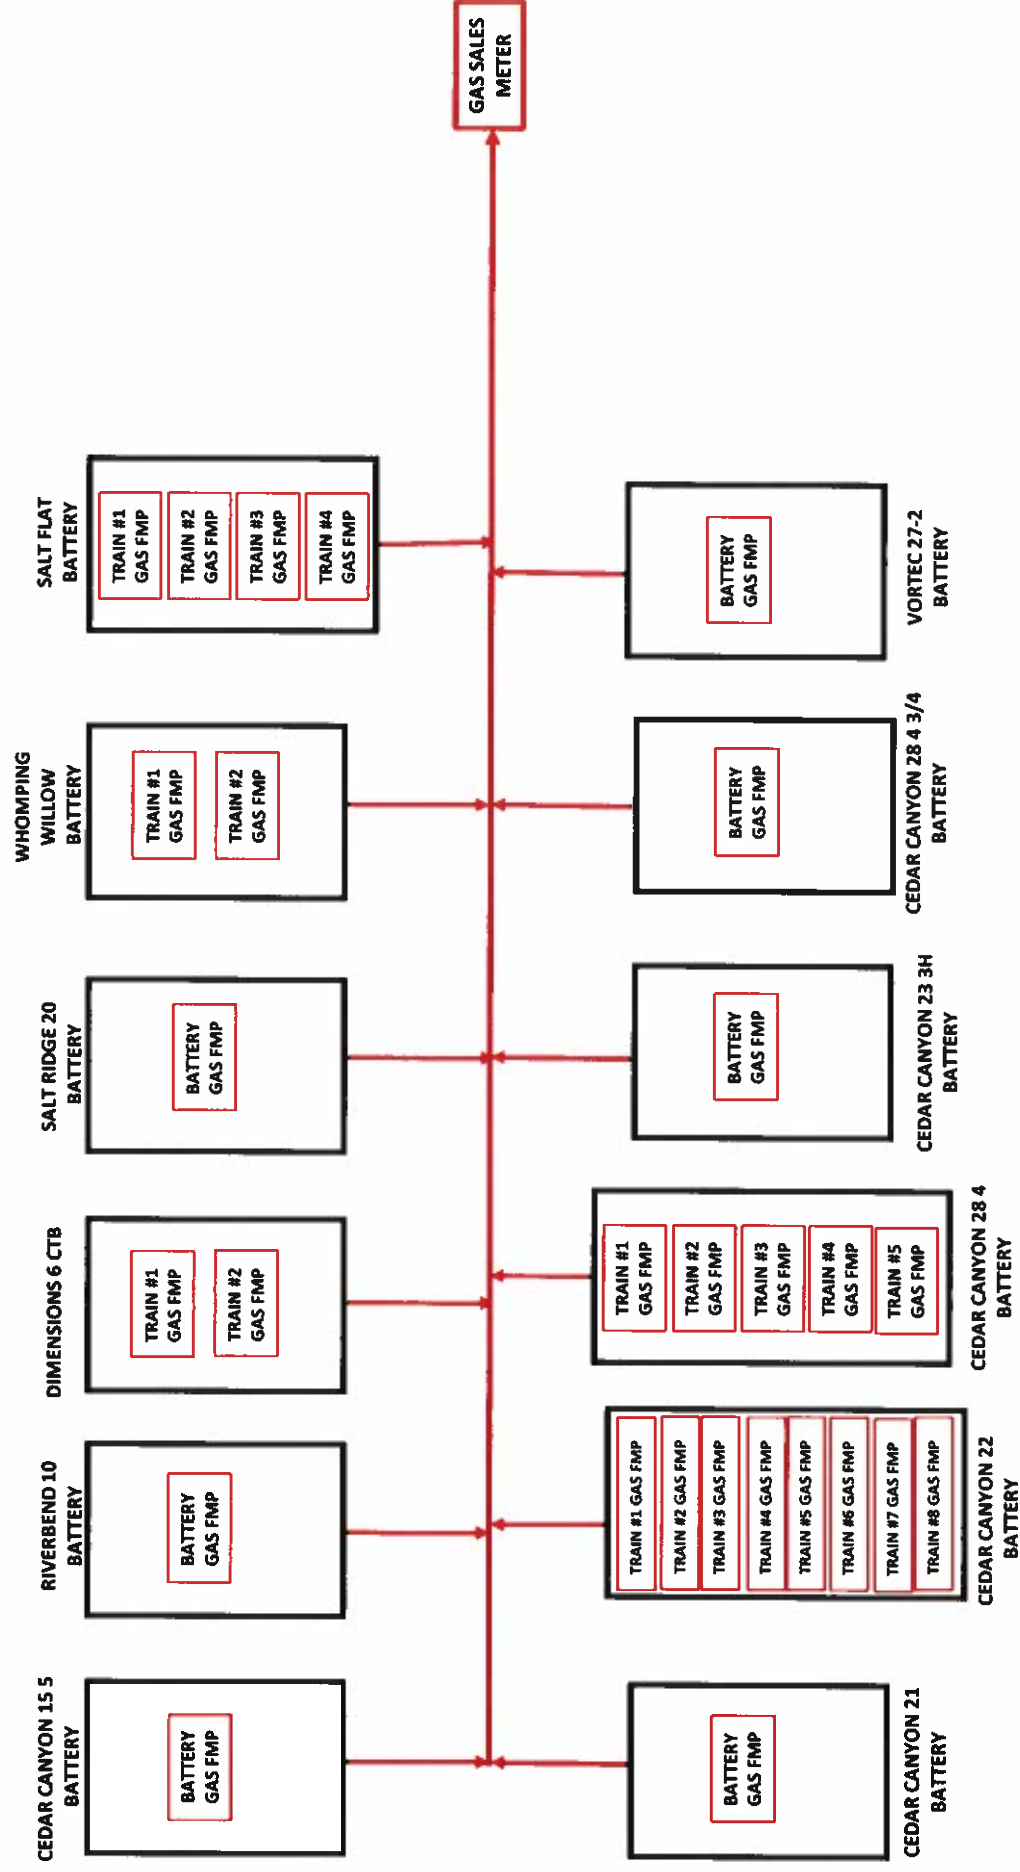 CEDAR CANYON 15 5
BATTERY
BATTERY
GAS FMP
RIVERBEND 10
BATTERY
BATTERY
GAS FMP
DIMENSIONS 6 CTB
TRAIN #1
GAS FMP
TRAIN #2
GAS FMP
SALT RIDGE 20
BATTERY
BATTERY
GAS FMP
WHOMPING
WILLOW
BATTERY
TRAIN #1
GAS FMP
TRAIN #2
GAS FMP
SALT FLAT
BATTERY
TRAIN #1
GAS FMP
TRAIN #2
GAS FMP
TRAIN #3
GAS FMP
TRAIN #4
GAS FMP
GAS SALES
METER
BATTERY
GAS FMP
CEDAR CANYON 21
BATTERY
TRAIN #1 GAS FMP
TRAIN #2 GAS FMP
TRAIN #3 GAS FMP
TRAIN #4 GAS FMP
TRAIN #5 GAS FMP
TRAIN #6 GAS FMP
TRAIN #7 GAS FMP
TRAIN #8 GAS FMP
CEDAR CANYON 22
BATTERY
TRAIN #1
GAS FMP
TRAIN #2
GAS FMP
TRAIN #3
GAS FMP
TRAIN #4
GAS FMP
TRAIN #5
GAS FMP
CEDAR CANYON 28 4
BATTERY
BATTERY
GAS FMP
CEDAR CANYON 23 3H
BATTERY
BATTERY
GAS FMP
CEDAR CANYON 28 4 3/4
BATTERY
BATTERY
GAS FMP
VORTEC 27-2
BATTERY